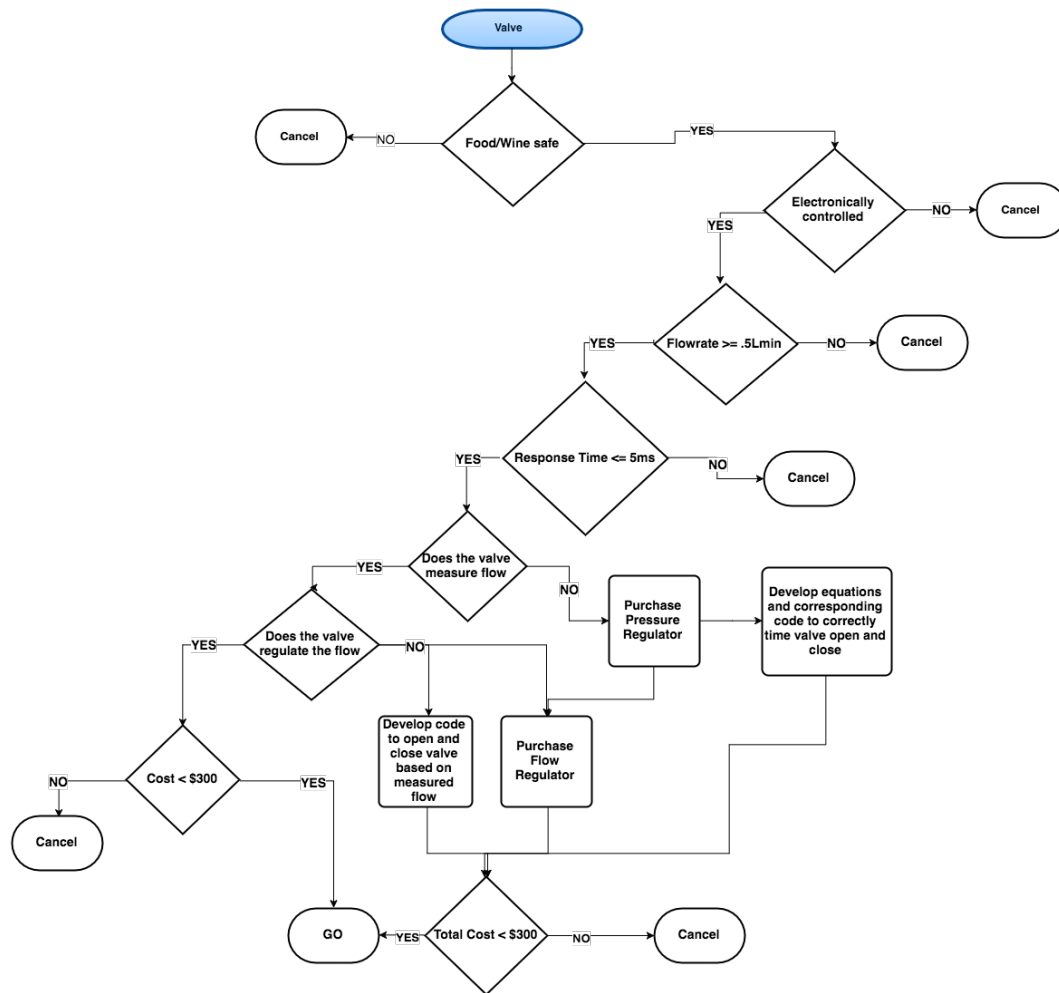 Valve
Cancel
NO
Food/Wine safe
YES
Electronically
controlled
NO
Cancel
YES
Flowrate >= .5Lmin
NO
Cancel
YES
Response Time <= 5ms
NO
Cancel
YES
Does the valve
measure flow
YES
NO
Purchase
Pressure
Regulator
Develop equations
and corresponding
code to correctly
time valve open and
close
Does the valve
regulate the flow
YES
NO
Develop code
to open and
close valve
based on
measured
flow
Purchase
Flow
Regulator
Cost < $300
NO
YES
Cancel
GO
YES
Total Cost < $300
NO
Cancel